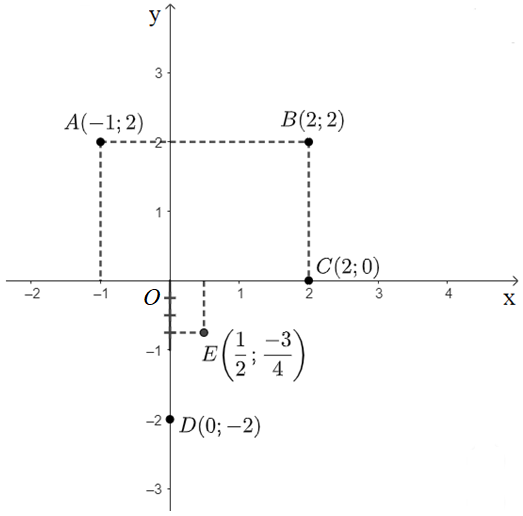 y
3
A(−1; 2)
B(2; 2)
2
1
C(2; 0)
−2
−1
O
1
2
3
4
x
−1
E(1/2; −3/4)
−2
D(0; −2)
−3